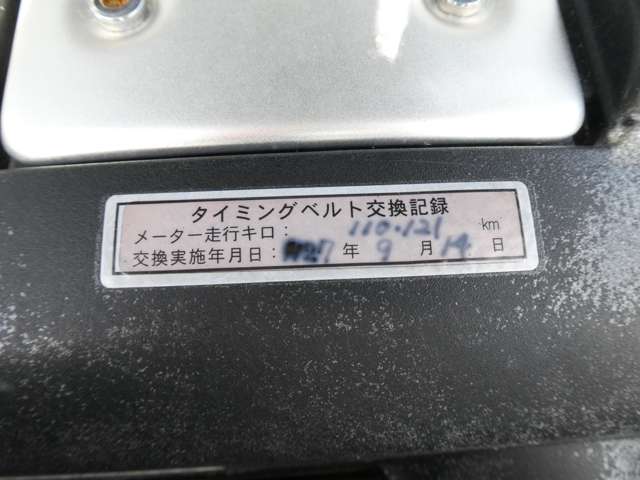 タイミングベルト交換記録
メーター走行キロ： 110.121 km
交換実施年月日：H27 年 9 月 14 日